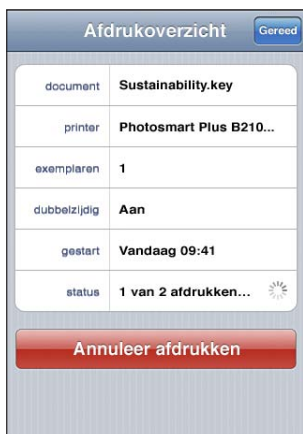 Afdrukoverzicht Gereed
document Sustainability.key
printer Photosmart Plus B210...
exemplaren 1
dubbelzijdig Aan
gestart Vandaag 09:41
status 1 van 2 afdrukken...
Annuleer afdrukken